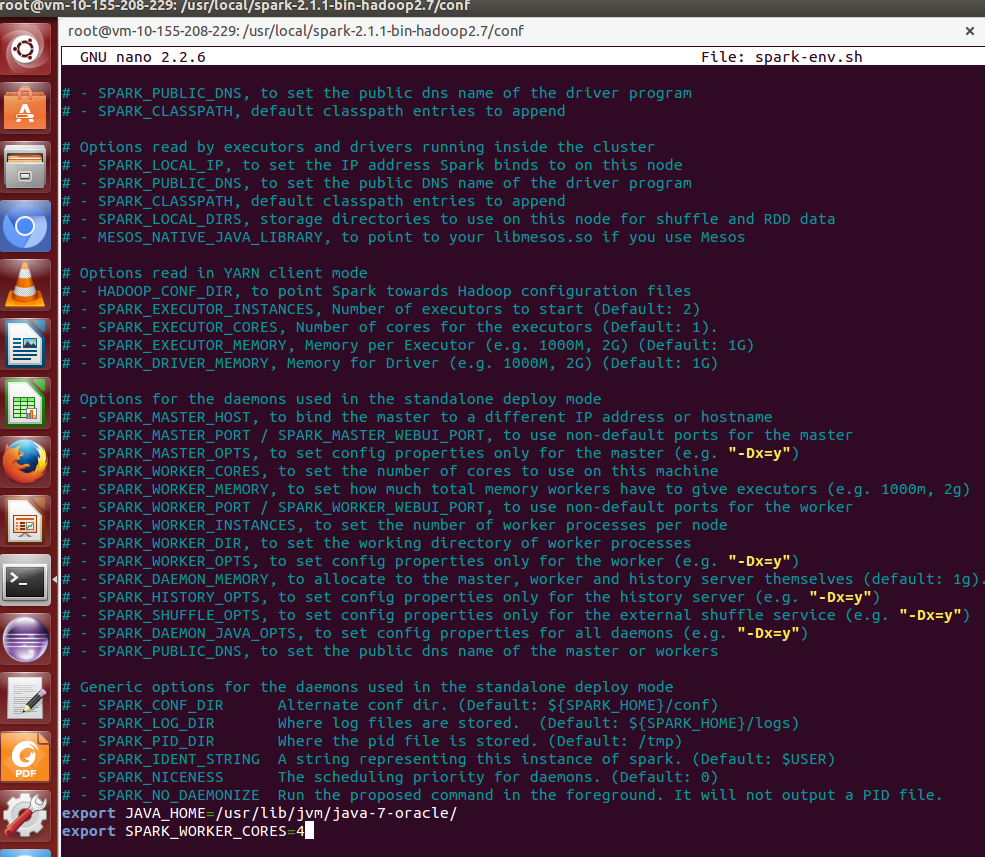 root@vm-10-155-208-229: /usr/local/spark-2.1.1-bin-hadoop2.7/conf
root@vm-10-155-208-229: /usr/local/spark-2.1.1-bin-hadoop2.7/conf ×
GNU nano 2.2.6 File: spark-env.sh
# - SPARK_PUBLIC_DNS, to set the public dns name of the driver program
# - SPARK_CLASSPATH, default classpath entries to append
# Options read by executors and drivers running inside the cluster
# - SPARK_LOCAL_IP, to set the IP address Spark binds to on this node
# - SPARK_PUBLIC_DNS, to set the public DNS name of the driver program
# - SPARK_CLASSPATH, default classpath entries to append
# - SPARK_LOCAL_DIRS, storage directories to use on this node for shuffle and RDD data
# - MESOS_NATIVE_JAVA_LIBRARY, to point to your libmesos.so if you use Mesos
# Options read in YARN client mode
# - HADOOP_CONF_DIR, to point Spark towards Hadoop configuration files
# - SPARK_EXECUTOR_INSTANCES, Number of executors to start (Default: 2)
# - SPARK_EXECUTOR_CORES, Number of cores for the executors (Default: 1).
# - SPARK_EXECUTOR_MEMORY, Memory per Executor (e.g. 1000M, 2G) (Default: 1G)
# - SPARK_DRIVER_MEMORY, Memory for Driver (e.g. 1000M, 2G) (Default: 1G)
# Options for the daemons used in the standalone deploy mode
# - SPARK_MASTER_HOST, to bind the master to a different IP address or hostname
# - SPARK_MASTER_PORT / SPARK_MASTER_WEBUI_PORT, to use non-default ports for the master
# - SPARK_MASTER_OPTS, to set config properties only for the master (e.g. "-Dx=y")
# - SPARK_WORKER_CORES, to set the number of cores to use on this machine
# - SPARK_WORKER_MEMORY, to set how much total memory workers have to give executors (e.g. 1000m, 2g)
# - SPARK_WORKER_PORT / SPARK_WORKER_WEBUI_PORT, to use non-default ports for the worker
# - SPARK_WORKER_INSTANCES, to set the number of worker processes per node
# - SPARK_WORKER_DIR, to set the working directory of worker processes
# - SPARK_WORKER_OPTS, to set config properties only for the worker (e.g. "-Dx=y")
# - SPARK_DAEMON_MEMORY, to allocate to the master, worker and history server themselves (default: 1g).
# - SPARK_HISTORY_OPTS, to set config properties only for the history server (e.g. "-Dx=y")
# - SPARK_SHUFFLE_OPTS, to set config properties only for the external shuffle service (e.g. "-Dx=y")
# - SPARK_DAEMON_JAVA_OPTS, to set config properties for all daemons (e.g. "-Dx=y")
# - SPARK_PUBLIC_DNS, to set the public dns name of the master or workers
# Generic options for the daemons used in the standalone deploy mode
# - SPARK_CONF_DIR Alternate conf dir. (Default: ${SPARK_HOME}/conf)
# - SPARK_LOG_DIR Where log files are stored. (Default: ${SPARK_HOME}/logs)
# - SPARK_PID_DIR Where the pid file is stored. (Default: /tmp)
# - SPARK_IDENT_STRING A string representing this instance of spark. (Default: $USER)
# - SPARK_NICENESS The scheduling priority for daemons. (Default: 0)
# - SPARK_NO_DAEMONIZE Run the proposed command in the foreground. It will not output a PID file.
export JAVA_HOME=/usr/lib/jvm/java-7-oracle/
export SPARK_WORKER_CORES=4
PDF